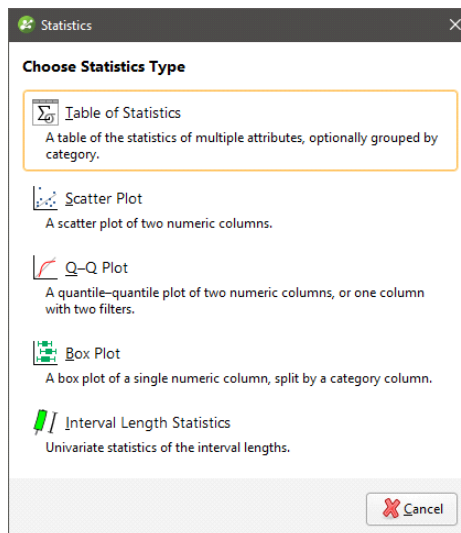 Statistics
Choose Statistics Type
Table of Statistics
A table of the statistics of multiple attributes, optionally grouped by
category.
Scatter Plot
A scatter plot of two numeric columns.
Q–Q Plot
A quantile–quantile plot of two numeric columns, or one column
with two filters.
Box Plot
A box plot of a single numeric column, split by a category column.
Interval Length Statistics
Univariate statistics of the interval lengths.
Cancel